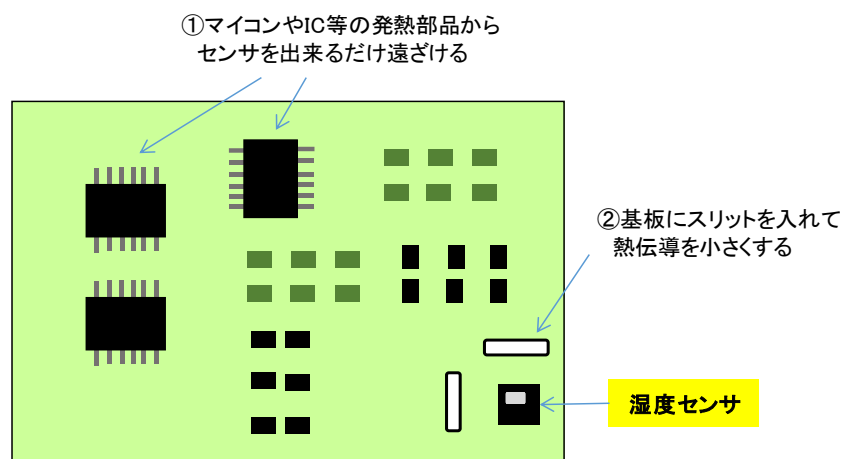 ①マイコンやIC等の発熱部品から
センサを出来るだけ遠ざける
②基板にスリットを入れて
熱伝導を小さくする
湿度センサ